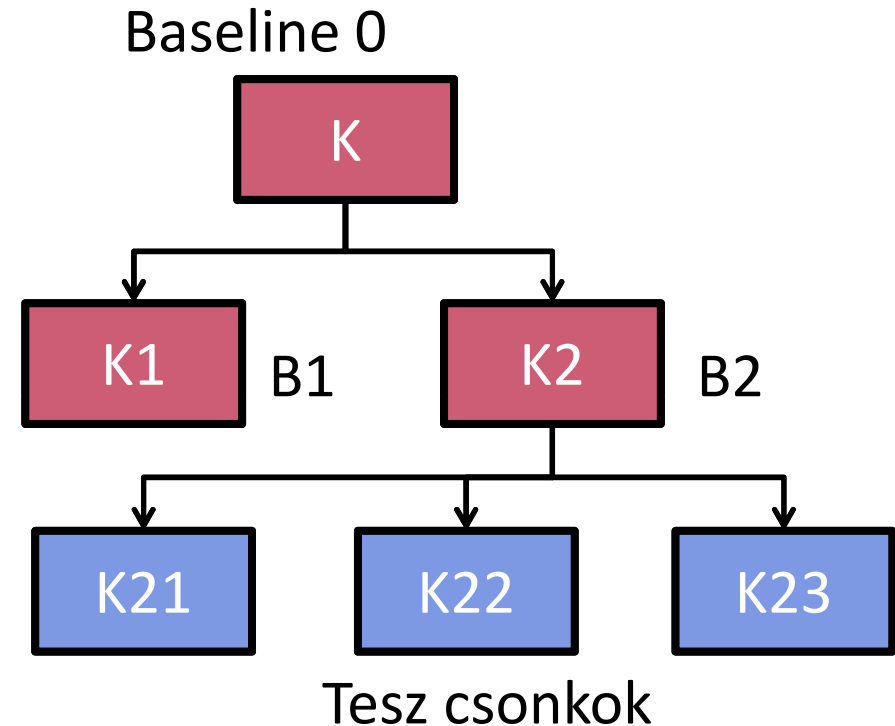 Baseline 0
K
K1
B1
K2
B2
K21
K22
K23
Tesz csonkok